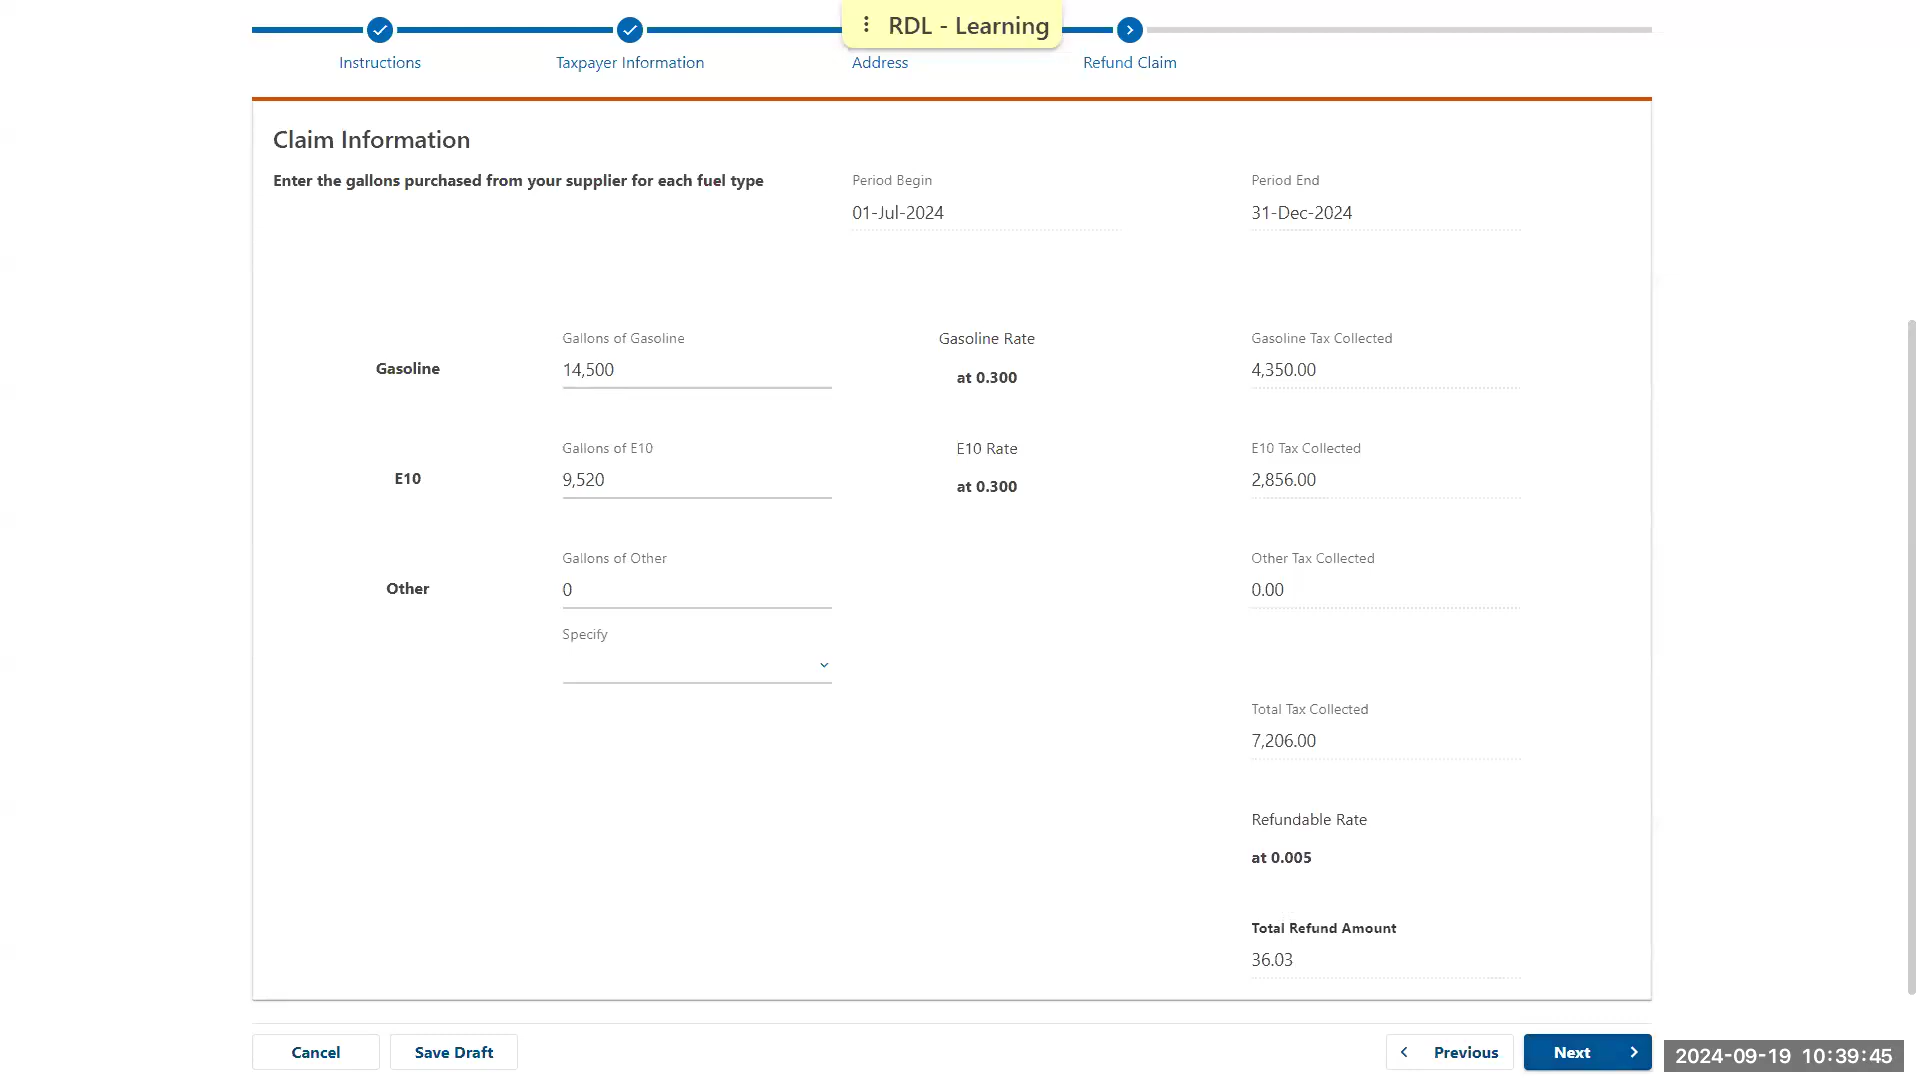 RDL - Learning
Instructions
Taxpayer Information
Address
Refund Claim
Claim Information
Enter the gallons purchased from your supplier for each fuel type
Period Begin
01-Jul-2024
Period End
31-Dec-2024
Gasoline
Gallons of Gasoline
14,500
Gasoline Rate
at 0.300
Gasoline Tax Collected
4,350.00
E10
Gallons of E10
9,520
E10 Rate
at 0.300
E10 Tax Collected
2,856.00
Other
Gallons of Other
0
Other Tax Collected
0.00
Specify
Total Tax Collected
7,206.00
Refundable Rate
at 0.005
Total Refund Amount
36.03
Cancel
Save Draft
Previous
Next
2024-09-19 10:39:45